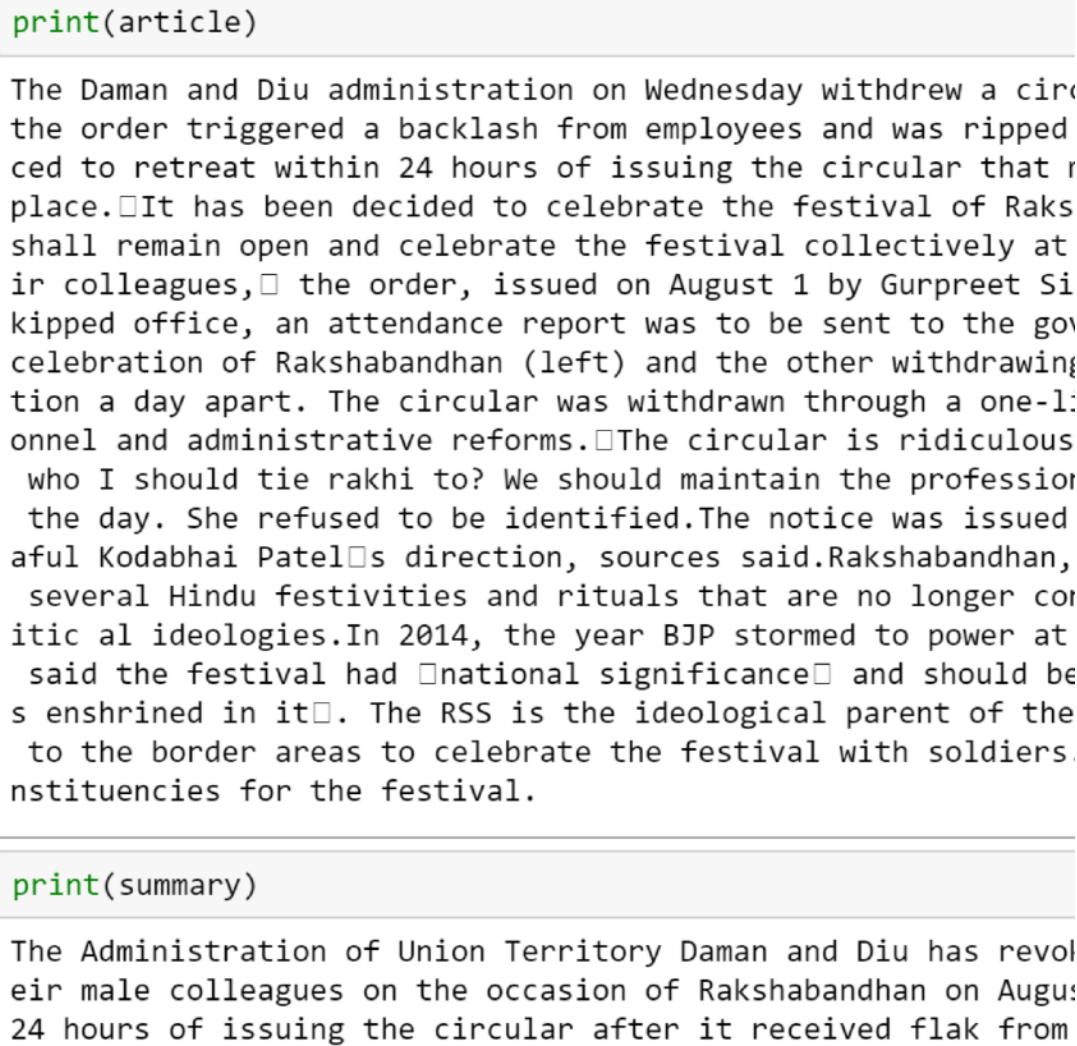 print(article)
The Daman and Diu administration on Wednesday withdrew a circ
the order triggered a backlash from employees and was ripped
ced to retreat within 24 hours of issuing the circular that
place.□It has been decided to celebrate the festival of Raks
shall remain open and celebrate the festival collectively at
ir colleagues,□ the order, issued on August 1 by Gurpreet Si
kipped office, an attendance report was to be sent to the gov
celebration of Rakshabandhan (left) and the other withdrawing
tion a day apart. The circular was withdrawn through a one-li
onnel and administrative reforms.□The circular is ridiculous
who I should tie rakhi to? We should maintain the profession
the day. She refused to be identified.The notice was issued
aful Kodabhai Patel□s direction, sources said.Rakshabandhan,
several Hindu festivities and rituals that are no longer con
itic al ideologies.In 2014, the year BJP stormed to power at
said the festival had □national significance□ and should be
s enshrined in it□. The RSS is the ideological parent of the
to the border areas to celebrate the festival with soldiers.
nstituencies for the festival.
print(summary)
The Administration of Union Territory Daman and Diu has revok
eir male colleagues on the occasion of Rakshabandhan on Augus
24 hours of issuing the circular after it received flak from